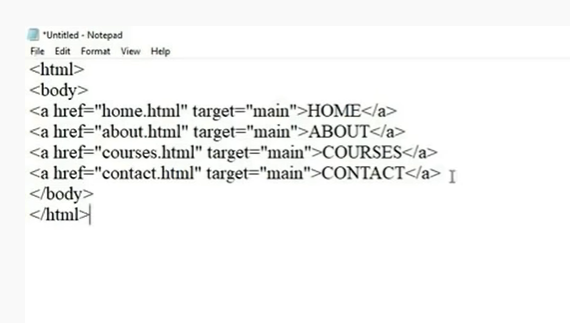 *Untitled - Notepad
File Edit Format View Help
<html>
<body>
<a href="home.html" target="main">HOME</a>
<a href="about.html" target="main">ABOUT</a>
<a href="courses.html" target="main">COURSES</a>
<a href="contact.html" target="main">CONTACT</a>
</body>
</html>